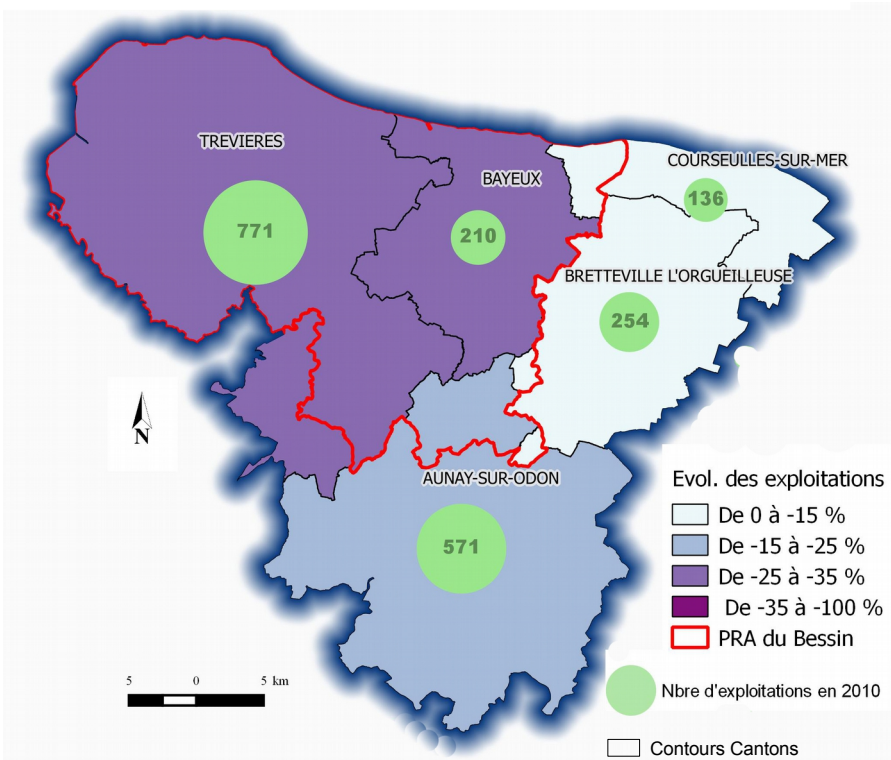 TREVIERES
COURSEULLES-SUR-MER
BAYEUX
136
771
210
BRETTEVILLE L'ORGUEILLEUSE
254
N
AUNAY-SUR-ODON
571
Evol. des exploitations
De 0 à -15 %
De -15 à -25 %
De -25 à -35 %
De -35 à -100 %
PRA du Bessin
5 0 5 km
Nbre d'exploitations en 2010
Contours Cantons